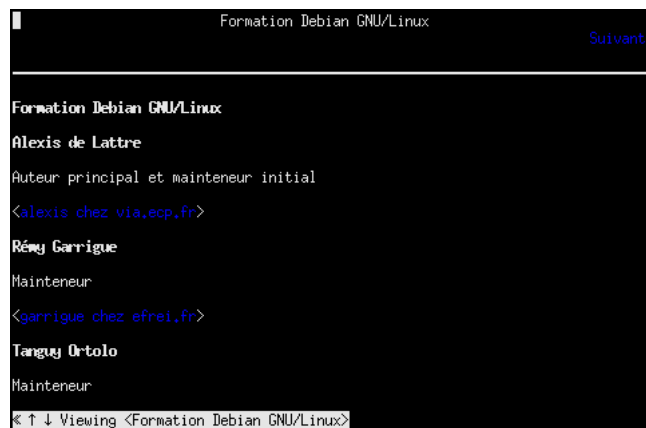 Formation Debian GNU/Linux
Suivant
Formation Debian GNU/Linux
Alexis de Lattre
Auteur principal et mainteneur initial
<alexis chez via.ecp.fr>
Rémy Garrigue
Mainteneur
<garrigue chez efrei.fr>
Tanguy Ortolo
Mainteneur
≪ ↑ ↓ Viewing <Formation Debian GNU/Linux>